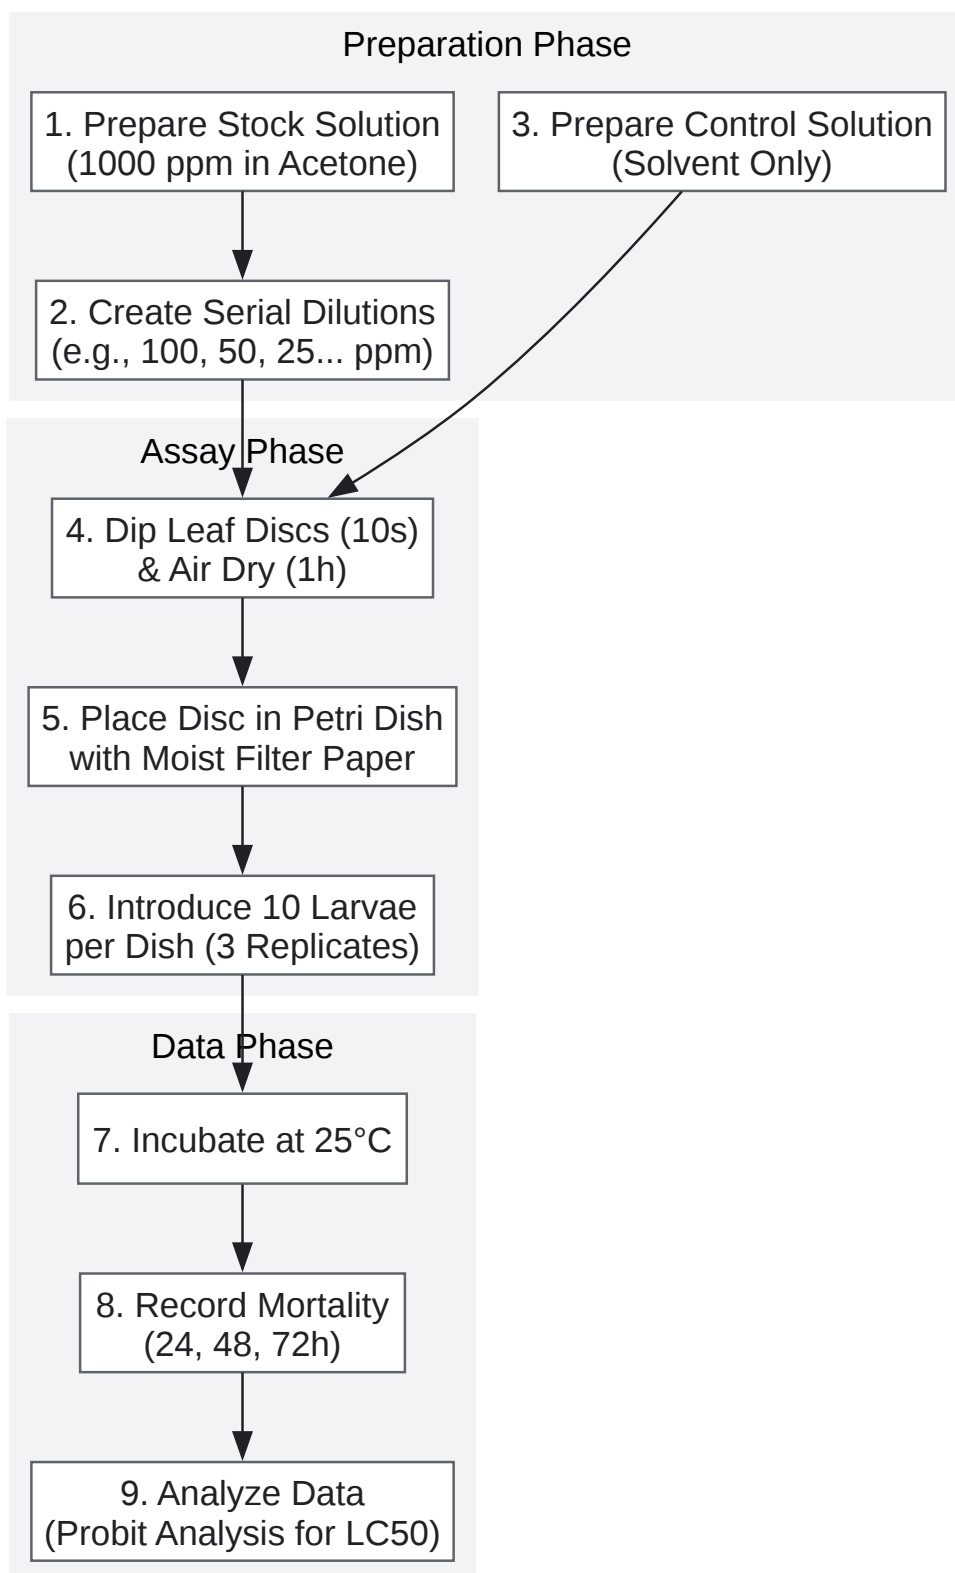 Preparation Phase
1. Prepare Stock Solution
(1000 ppm in Acetone)
3. Prepare Control Solution
(Solvent Only)
2. Create Serial Dilutions
(e.g., 100, 50, 25... ppm)
Assay Phase
4. Dip Leaf Discs (10s)
& Air Dry (1h)
5. Place Disc in Petri Dish
with Moist Filter Paper
6. Introduce 10 Larvae
per Dish (3 Replicates)
Data Phase
7. Incubate at 25°C
8. Record Mortality
(24, 48, 72h)
9. Analyze Data
(Probit Analysis for LC50)